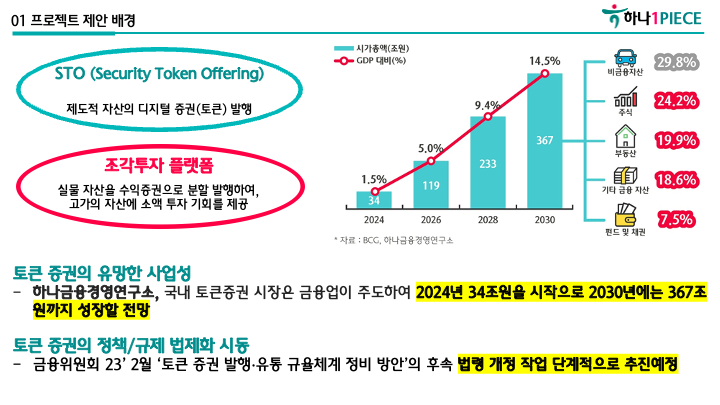 01 프로젝트 제안 배경
하나1PIECE
STO (Security Token Offering)
제도적 자산의 디지털 증권(토큰) 발행
조각투자 플랫폼
실물 자산을 수익증권으로 분할 발행하여,
고가의 자산에 소액 투자 기회를 제공
시가총액(조원)
GDP 대비(%)
1.5%
5.0%
9.4%
14.5%
34
119
233
367
2024
2026
2028
2030
비금융자산
29.8%
주식
24.2%
부동산
19.9%
기타 금융 자산
18.6%
펀드 및 채권
7.5%
* 자료 : BCG, 하나금융경영연구소
토큰 증권의 유망한 사업성
– 하나금융경영연구소, 국내 토큰증권 시장은 금융업이 주도하여 2024년 34조원을 시작으로 2030년에는 367조
원까지 성장할 전망
토큰 증권의 정책/규제 법제화 시동
– 금융위원회 23’ 2월 ‘토큰 증권 발행·유통 규율체계 정비 방안’의 후속 법령 개정 작업 단계적으로 추진예정